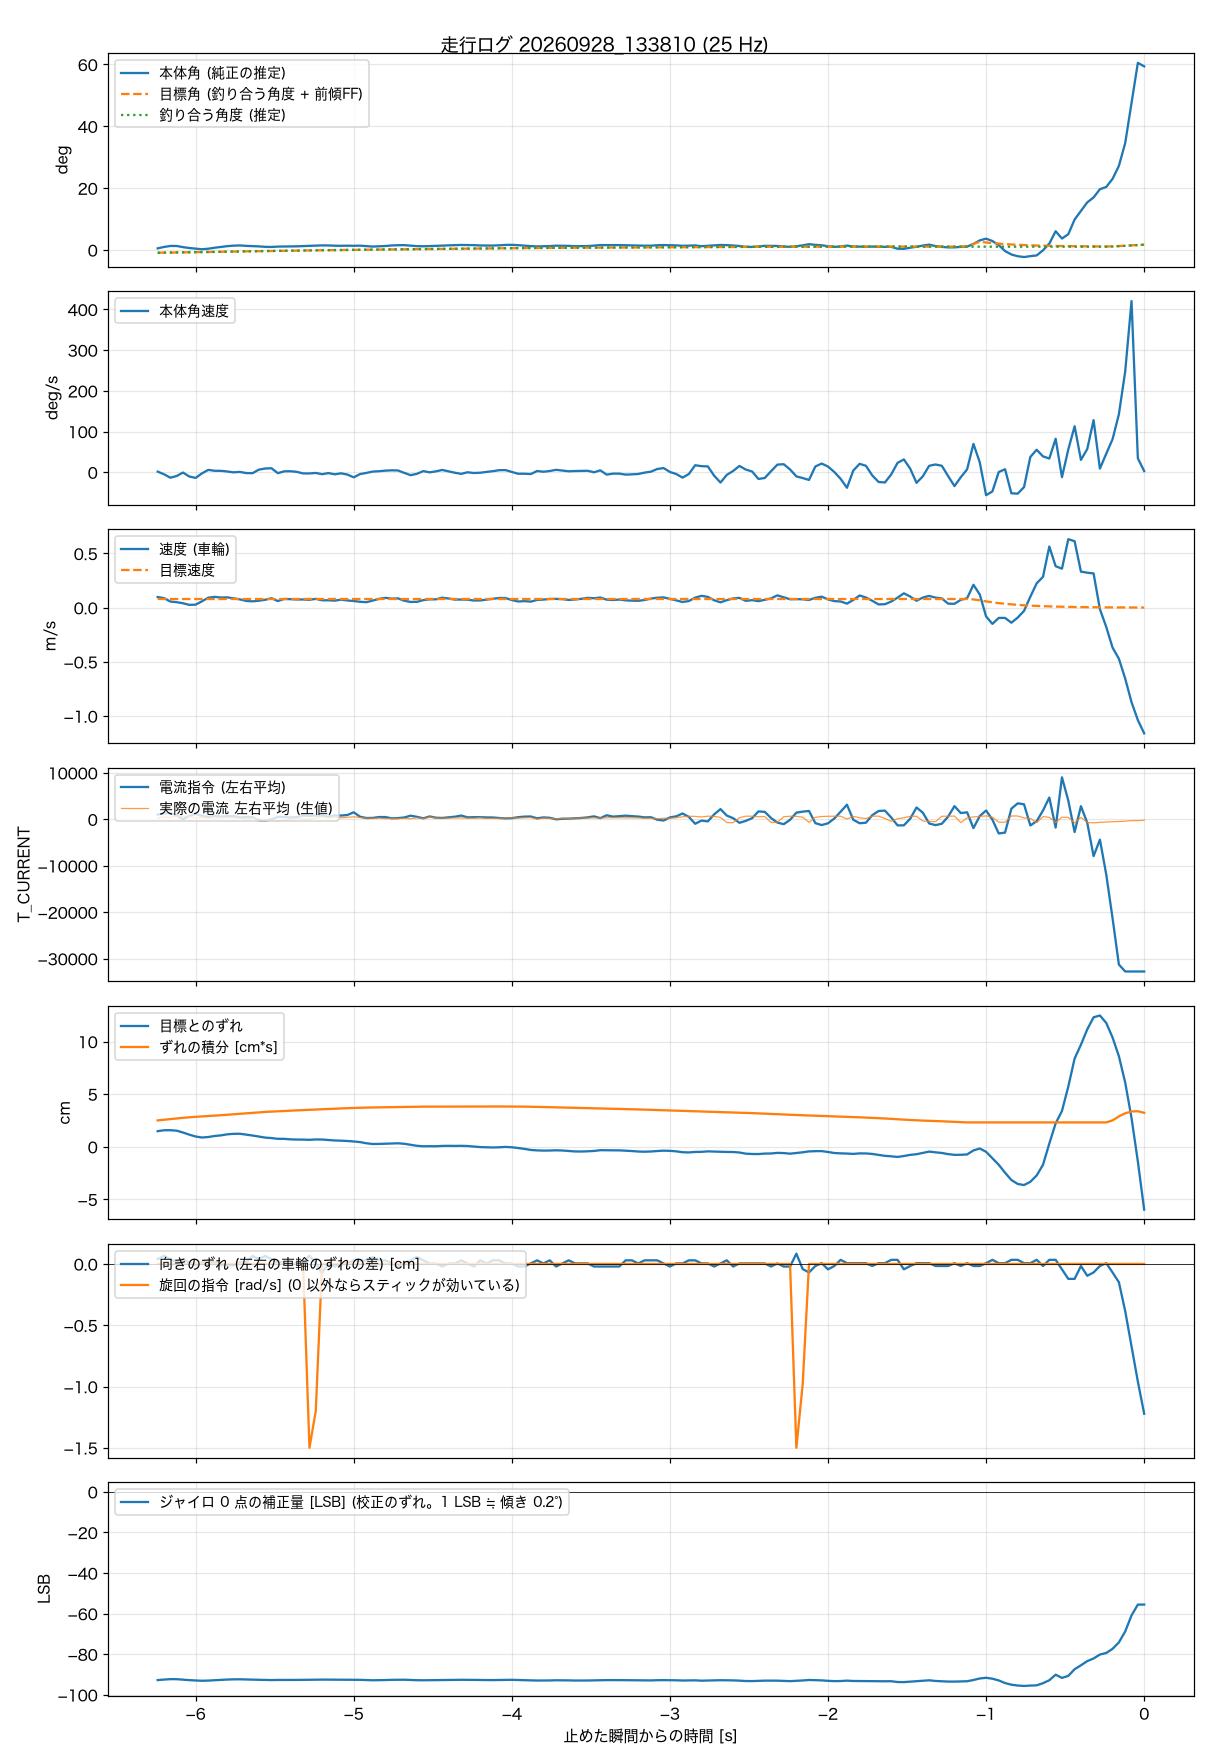 走行ログ 20260928_133810 (25 Hz)
60
40
20
0
deg
本体角 (純正の推定)
目標角 (釣り合う角度 + 前傾FF)
釣り合う角度 (推定)
400
300
200
100
0
deg/s
本体角速度
0.5
0.0
−0.5
−1.0
m/s
速度 (車輪)
目標速度
10000
0
−10000
−20000
−30000
T_CURRENT
電流指令 (左右平均)
実際の電流 左右平均 (生値)
10
5
0
−5
cm
目標とのずれ
ずれの積分 [cm*s]
0.0
−0.5
−1.0
−1.5
向きのずれ (左右の車輪のずれの差) [cm]
旋回の指令 [rad/s] (0 以外ならスティックが効いている)
0
−20
−40
−60
−80
−100
LSB
ジャイロ 0 点の補正量 [LSB] (校正のずれ。1 LSB ≒ 傾き 0.2°)
−6 −5 −4 −3 −2 −1 0
止めた瞬間からの時間 [s]